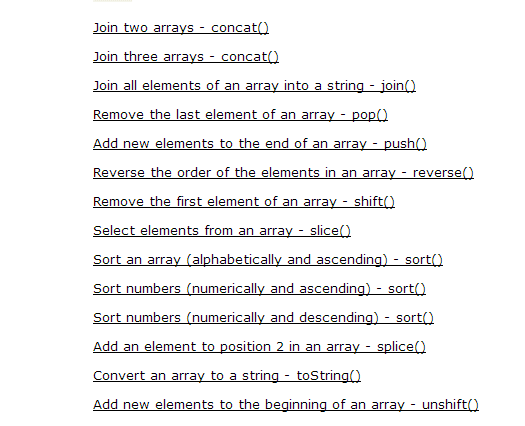 Join two arrays - concat()
Join three arrays - concat()
Join all elements of an array into a string - join()
Remove the last element of an array - pop()
Add new elements to the end of an array - push()
Reverse the order of the elements in an array - reverse()
Remove the first element of an array - shift()
Select elements from an array - slice()
Sort an array (alphabetically and ascending) - sort()
Sort numbers (numerically and ascending) - sort()
Sort numbers (numerically and descending) - sort()
Add an element to position 2 in an array - splice()
Convert an array to a string - toString()
Add new elements to the beginning of an array - unshift()